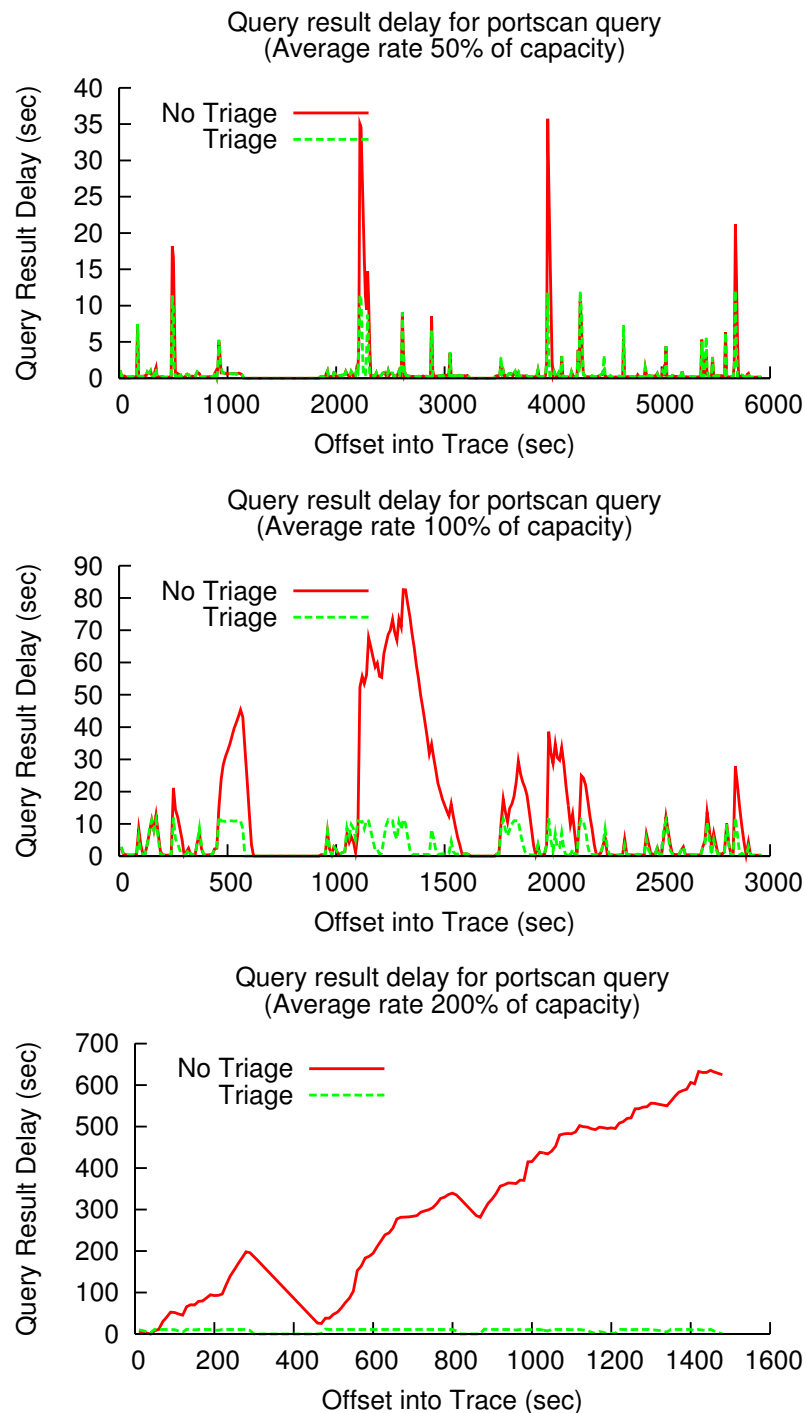 Query result delay for portscan query
(Average rate 50% of capacity)
Query Result Delay (sec)
40
35
30
25
20
15
10
5
0
No Triage
Triage
0 1000 2000 3000 4000 5000 6000
Offset into Trace (sec)
Query result delay for portscan query
(Average rate 100% of capacity)
Query Result Delay (sec)
90
80
70
60
50
40
30
20
10
0
No Triage
Triage
0 500 1000 1500 2000 2500 3000
Offset into Trace (sec)
Query result delay for portscan query
(Average rate 200% of capacity)
Query Result Delay (sec)
700
600
500
400
300
200
100
0
No Triage
Triage
0 200 400 600 800 1000 1200 1400 1600
Offset into Trace (sec)